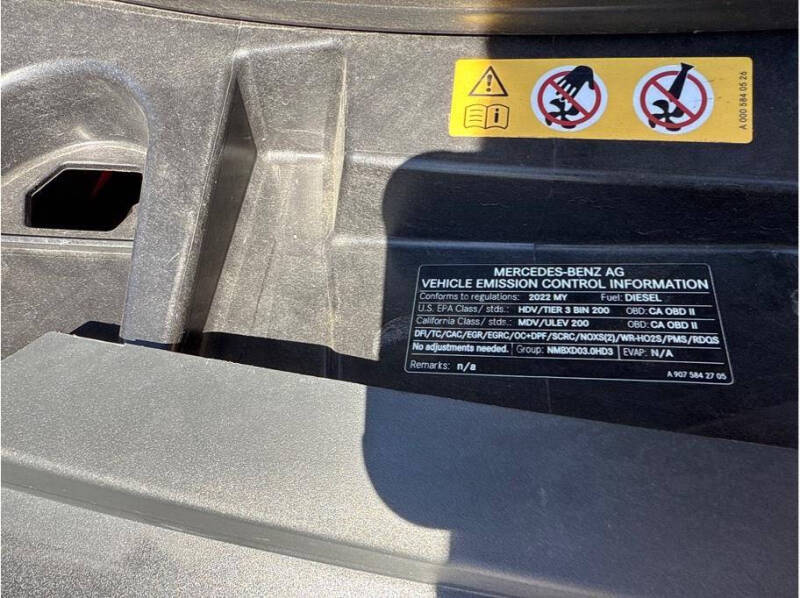 i
A 000 584 05 26
MERCEDES-BENZ AG
VEHICLE EMISSION CONTROL INFORMATION
Conforms to regulations: 2022 MY Fuel: DIESEL
U.S. EPA Class/ stds.: HDV/TIER 3 BIN 200 OBD: CA OBD II
California Class/ stds.: MDV/ULEV 200 OBD: CA OBD II
DFI/TC/CAC/EGR/EGRC/OC+DPF/SCRC/NOXS(2)/WR-HO2S/PMS/RDQS
No adjustments needed. Group: NMBXD03.0HD3 EVAP: N/A
Remarks: n/a
A 907 584 27 05